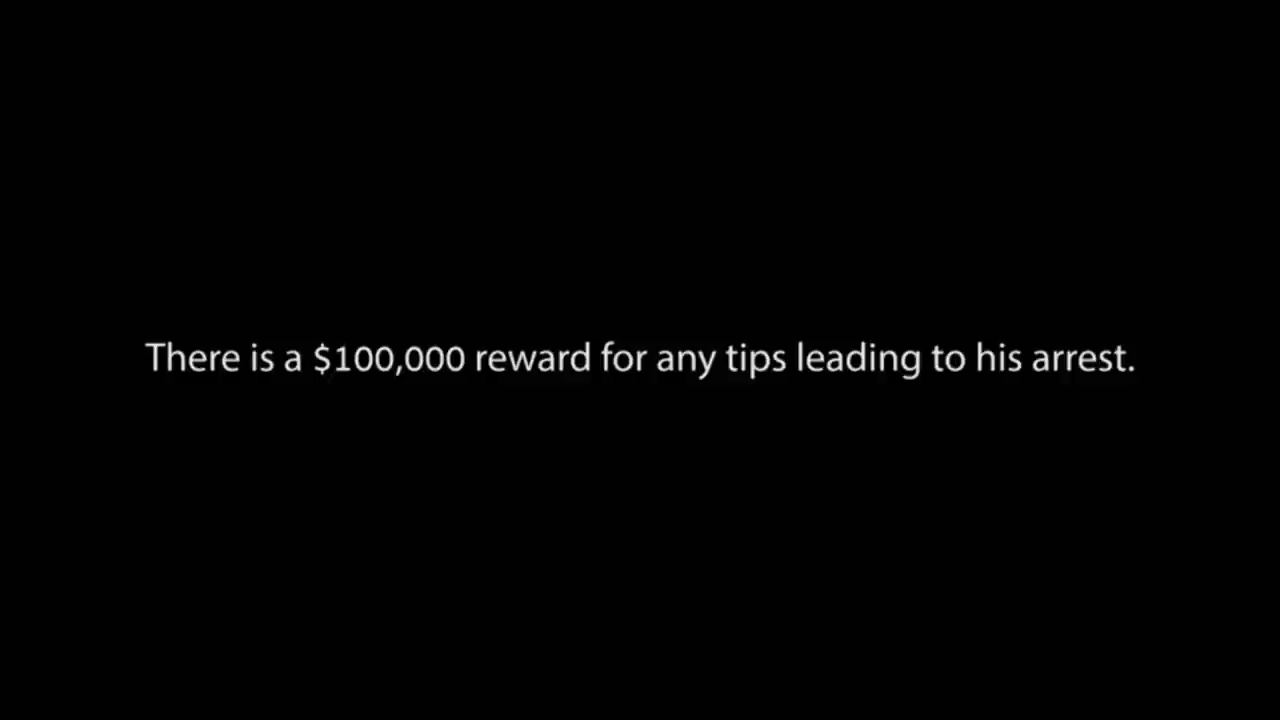 There is a $100,000 reward for any tips leading to his arrest.